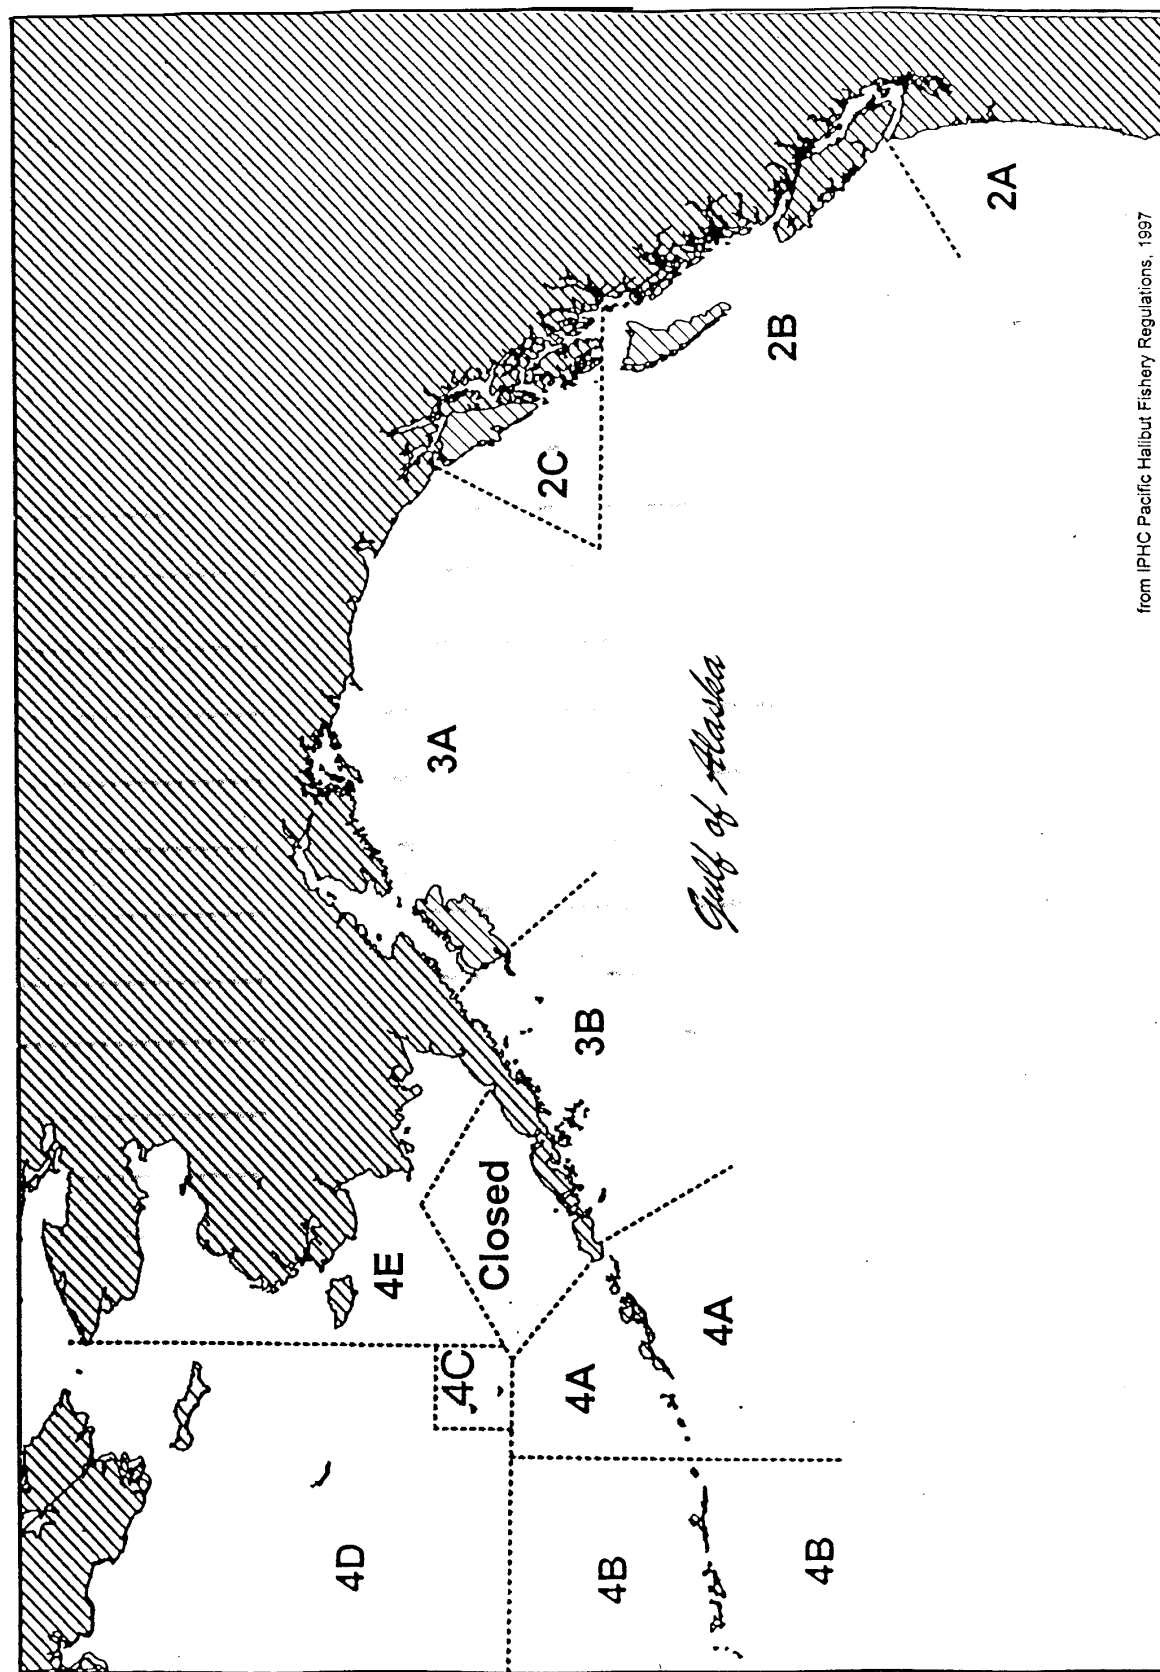 4D
4C
4E
Closed
4B
4A
4B
4A
3B
3A
2C
2B
2A
Gulf of Alaska
from IPHC Pacific Halibut Fishery Regulations, 1997